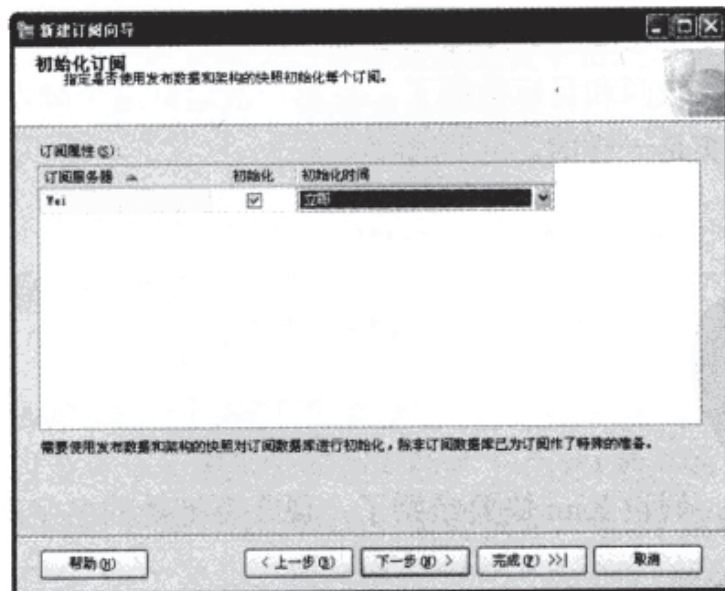 新建订阅向导
初始化订阅
指定是否使用发布数据和架构的快照初始化每个订阅。
订阅属性(S):
订阅服务器 初始化 初始化时间
Wei 立即
需要使用发布数据和架构的快照对订阅数据库进行初始化，除非订阅数据库已为订阅作了特殊的准备。
帮助(H) < 上一步(B) 下一步(N) > 完成(F) >>| 取消